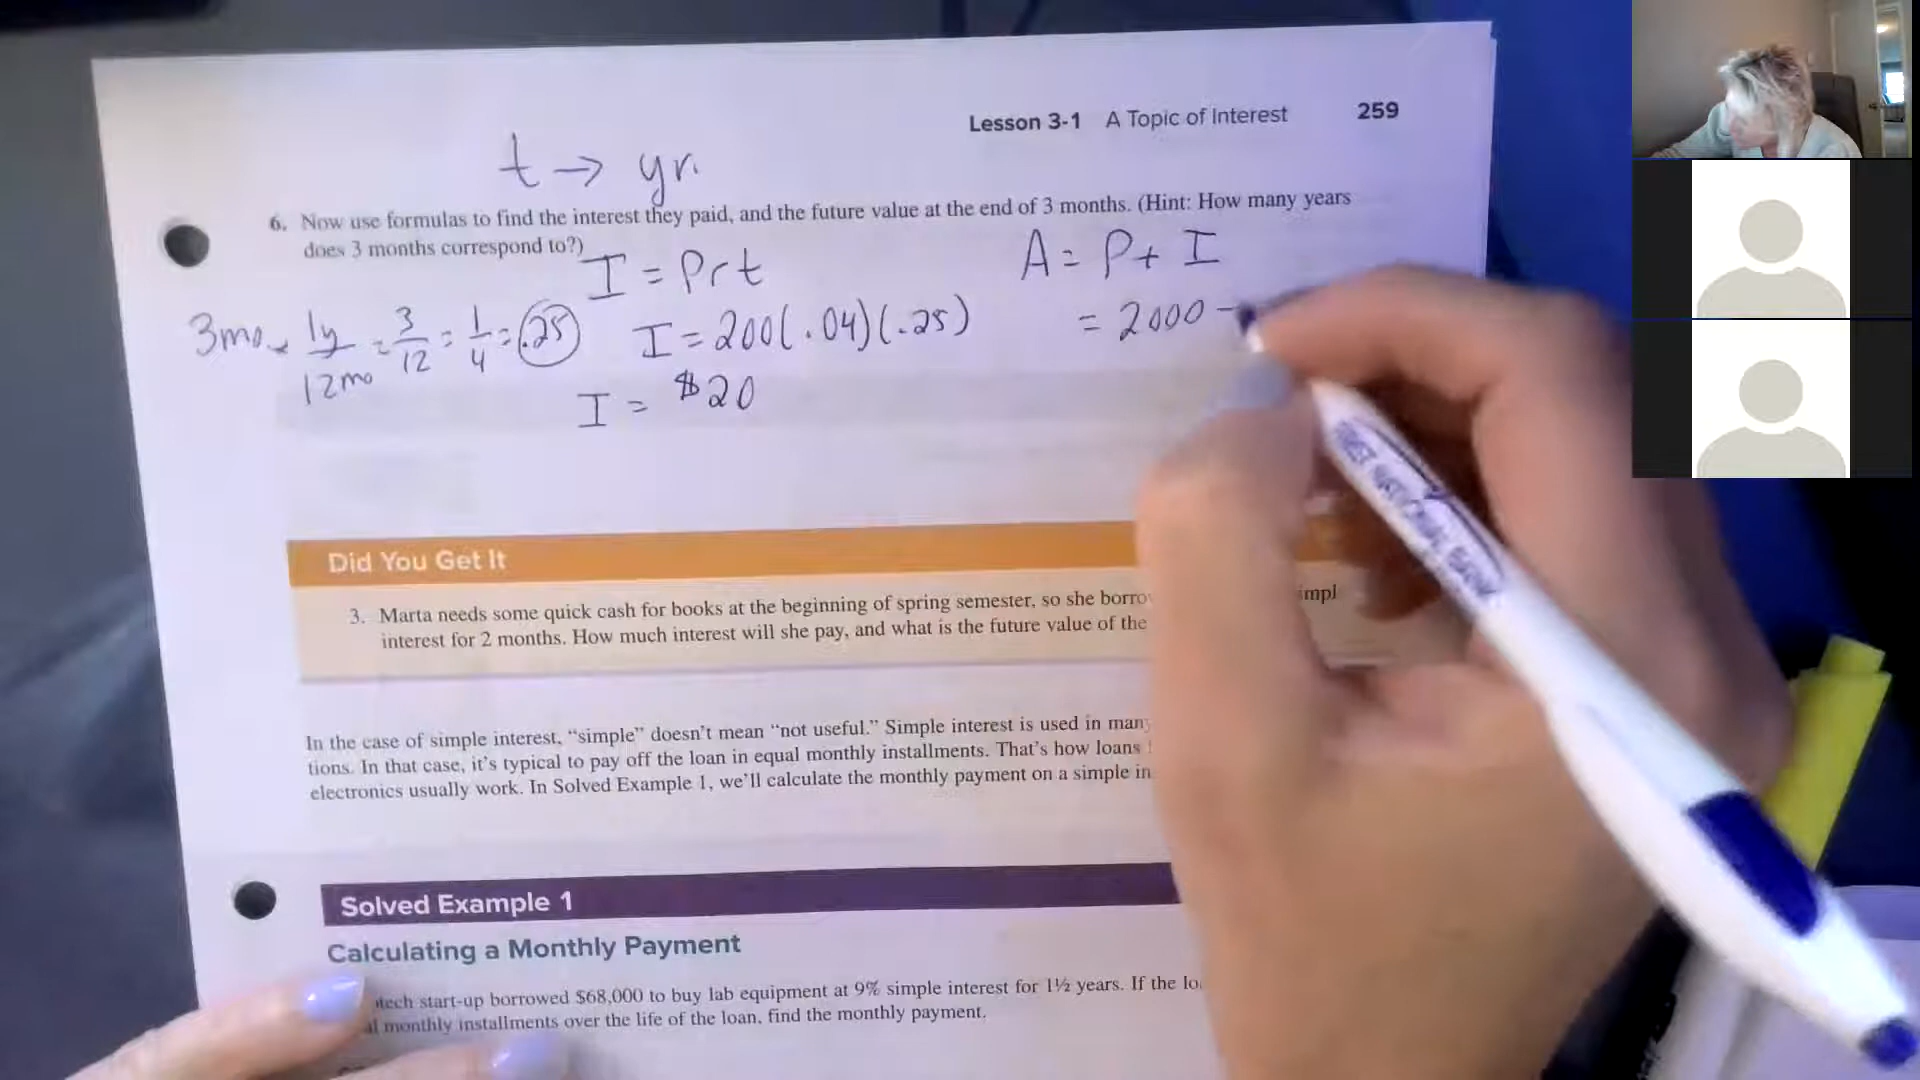 Lesson 3-1 A Topic of Interest 259
t → yr.
6. Now use formulas to find the interest they paid, and the future value at the end of 3 months. (Hint: How many years
does 3 months correspond to?)
I = Prt
A = P + I
3mo. 1y/12mo = 3/12 = 1/4 = .25
I = 200(.04)(.25)
= 2000
I = $20
Did You Get It
3. Marta needs some quick cash for books at the beginning of spring semester, so she borro impl
interest for 2 months. How much interest will she pay, and what is the future value of the
In the case of simple interest, “simple” doesn’t mean “not useful.” Simple interest is used in many
tions. In that case, it’s typical to pay off the loan in equal monthly installments. That’s how loans
electronics usually work. In Solved Example 1, we’ll calculate the monthly payment on a simple in
Solved Example 1
Calculating a Monthly Payment
tech start-up borrowed $68,000 to buy lab equipment at 9% simple interest for 1½ years. If the lo
al monthly installments over the life of the loan, find the monthly payment.
FIRST NATIONAL BANK